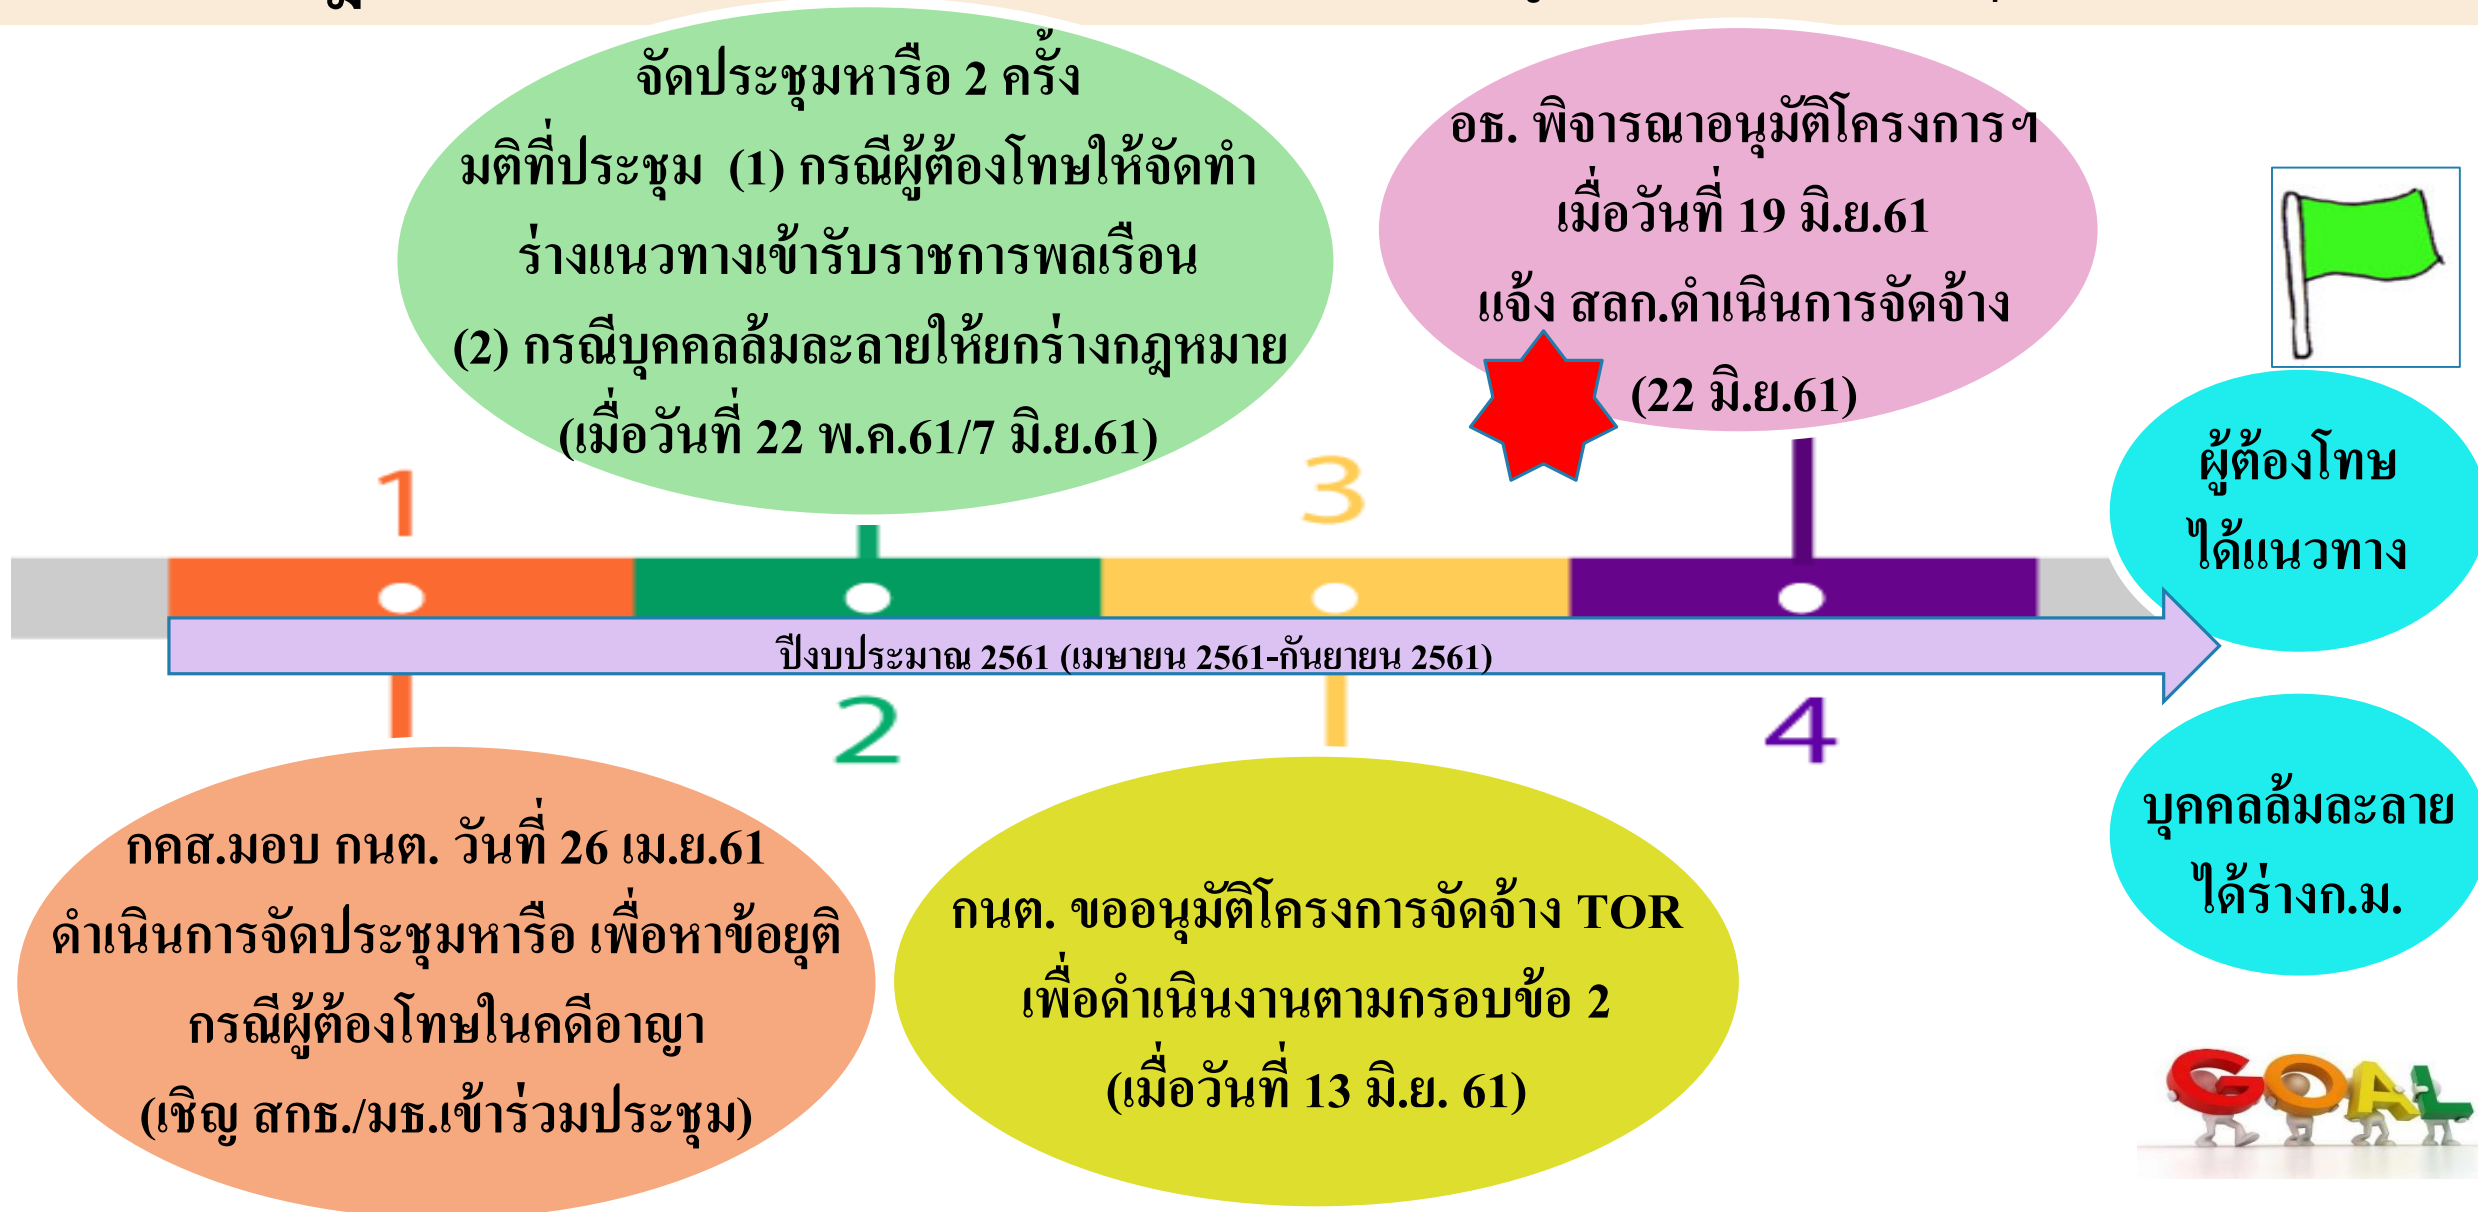 จัดประชุมหารือ 2 ครั้ง
มติที่ประชุม (1) กรณีผู้ต้องโทษให้จัดทำ
ร่างแนวทางเข้ารับราชการพลเรือน
(2) กรณีบุคคลล้มละลายให้ยกร่างกฎหมาย
(เมื่อวันที่ 22 พ.ค.61/7 มิ.ย.61)
อธ. พิจารณาอนุมัติโครงการฯ
เมื่อวันที่ 19 มิ.ย.61
แจ้ง สลก.ดำเนินการจัดจ้าง
(22 มิ.ย.61)
ผู้ต้องโทษ
ได้แนวทาง
1
3
ปีงบประมาณ 2561 (เมษายน 2561-กันยายน 2561)
2
4
กคส.มอบ กนต. วันที่ 26 เม.ย.61
ดำเนินการจัดประชุมหารือ เพื่อหาข้อยุติ
กรณีผู้ต้องโทษในคดีอาญา
(เชิญ สกธ./มธ.เข้าร่วมประชุม)
กนต. ขออนุมัติโครงการจัดจ้าง TOR
เพื่อดำเนินงานตามกรอบข้อ 2
(เมื่อวันที่ 13 มิ.ย. 61)
บุคคลล้มละลาย
ได้ร่างก.ม.
GOAL